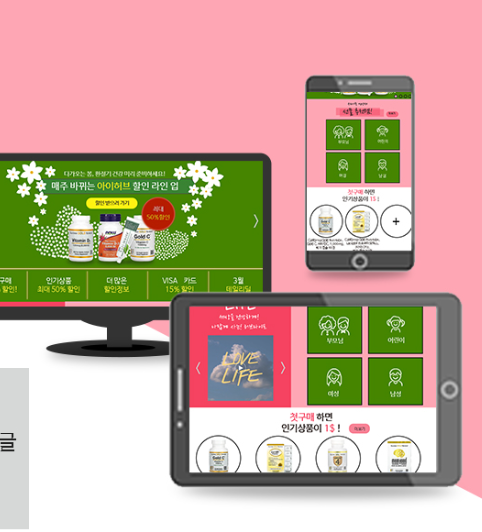 다가오는 봄, 환절기 건강 미리 준비하세요!
매주 바뀌는 아이허브 할인 라인 업
할인 받으러 가기
최대
50%할인
Vitamin D
now
Gold C
구매
할인!
인기상품
최대 50% 할인
더 많은
할인정보
VISA 카드
15% 할인
3월
데일리딜
어린이
여성
남성
첫구매 하면
인기상품이 1$ !
+
LIFE
LOVE
LIFE
부모님
어린이
여성
남성
첫구매 하면
인기상품이 1$ !
Gold C
글